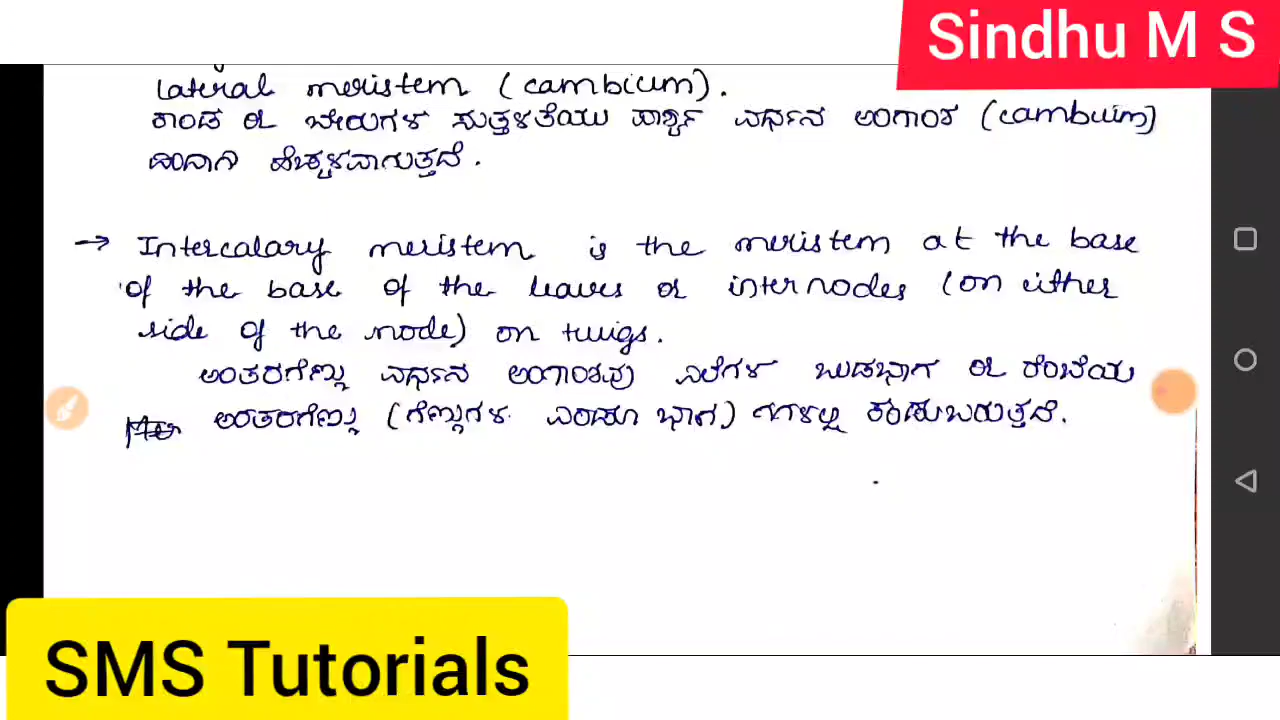 Sindhu M S
Lateral meristem (cambium).
ಕಾಂಡ & ಬೇರುಗಳ ಸುತ್ತಳತೆಯು ಪಾರ್ಶ್ವ ವರ್ಧನ ಅಂಗಾಂಶ (cambium)
ದಿಂದಾಗಿ ಹೆಚ್ಚಳವಾಗುತ್ತದೆ.
→ Intercalary meristem is the meristem at the base
of the base of the leaves or internodes (on either
side of the node) on twigs.
ಅಂತರಗೆಣ್ಣು ವರ್ಧನ ಅಂಗಾಂಶವು ಎಲೆಗಳ ಬುಡಭಾಗ & ರೆಂಬೆಯ
ಅಂತರಗೆಣ್ಣು (ಗೆಣ್ಣುಗಳ ಎರಡೂ ಭಾಗ) ಗಳಲ್ಲಿ ಕಂಡುಬರುತ್ತದೆ.
SMS Tutorials